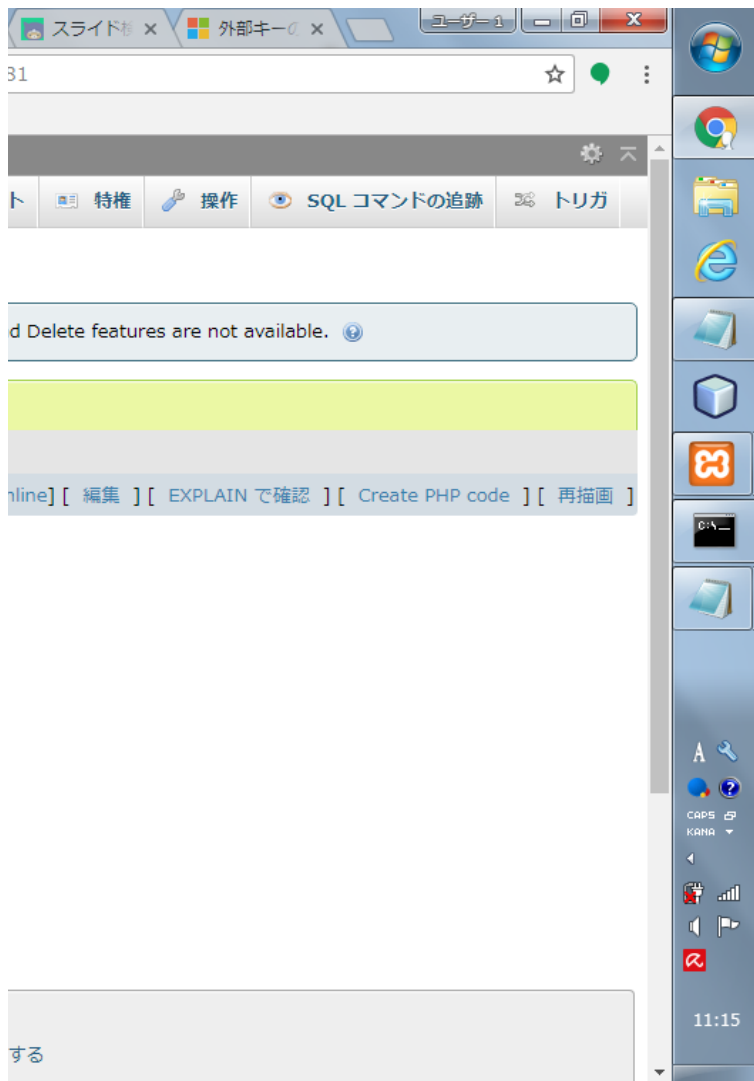 スライド検
外部キーの
ユーザー 1
31
ト 特権 操作 SQL コマンドの追跡 トリガ
d Delete features are not available.
nline] [ 編集 ] [ EXPLAIN で確認 ] [ Create PHP code ] [ 再描画 ]
C:\
A
CAPS
KANA
する
11:15